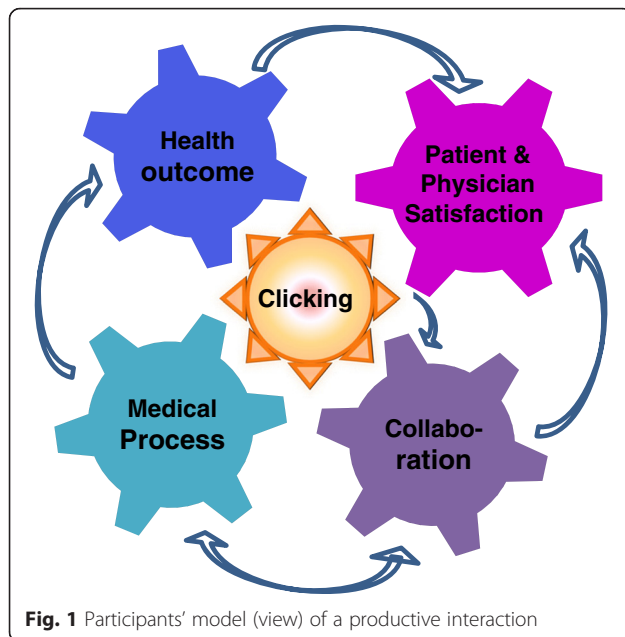 Health
outcome
Patient &
Physician
Satisfaction
Clicking
Medical
Process
Collabo-
ration
Fig. 1 Participants’ model (view) of a productive interaction